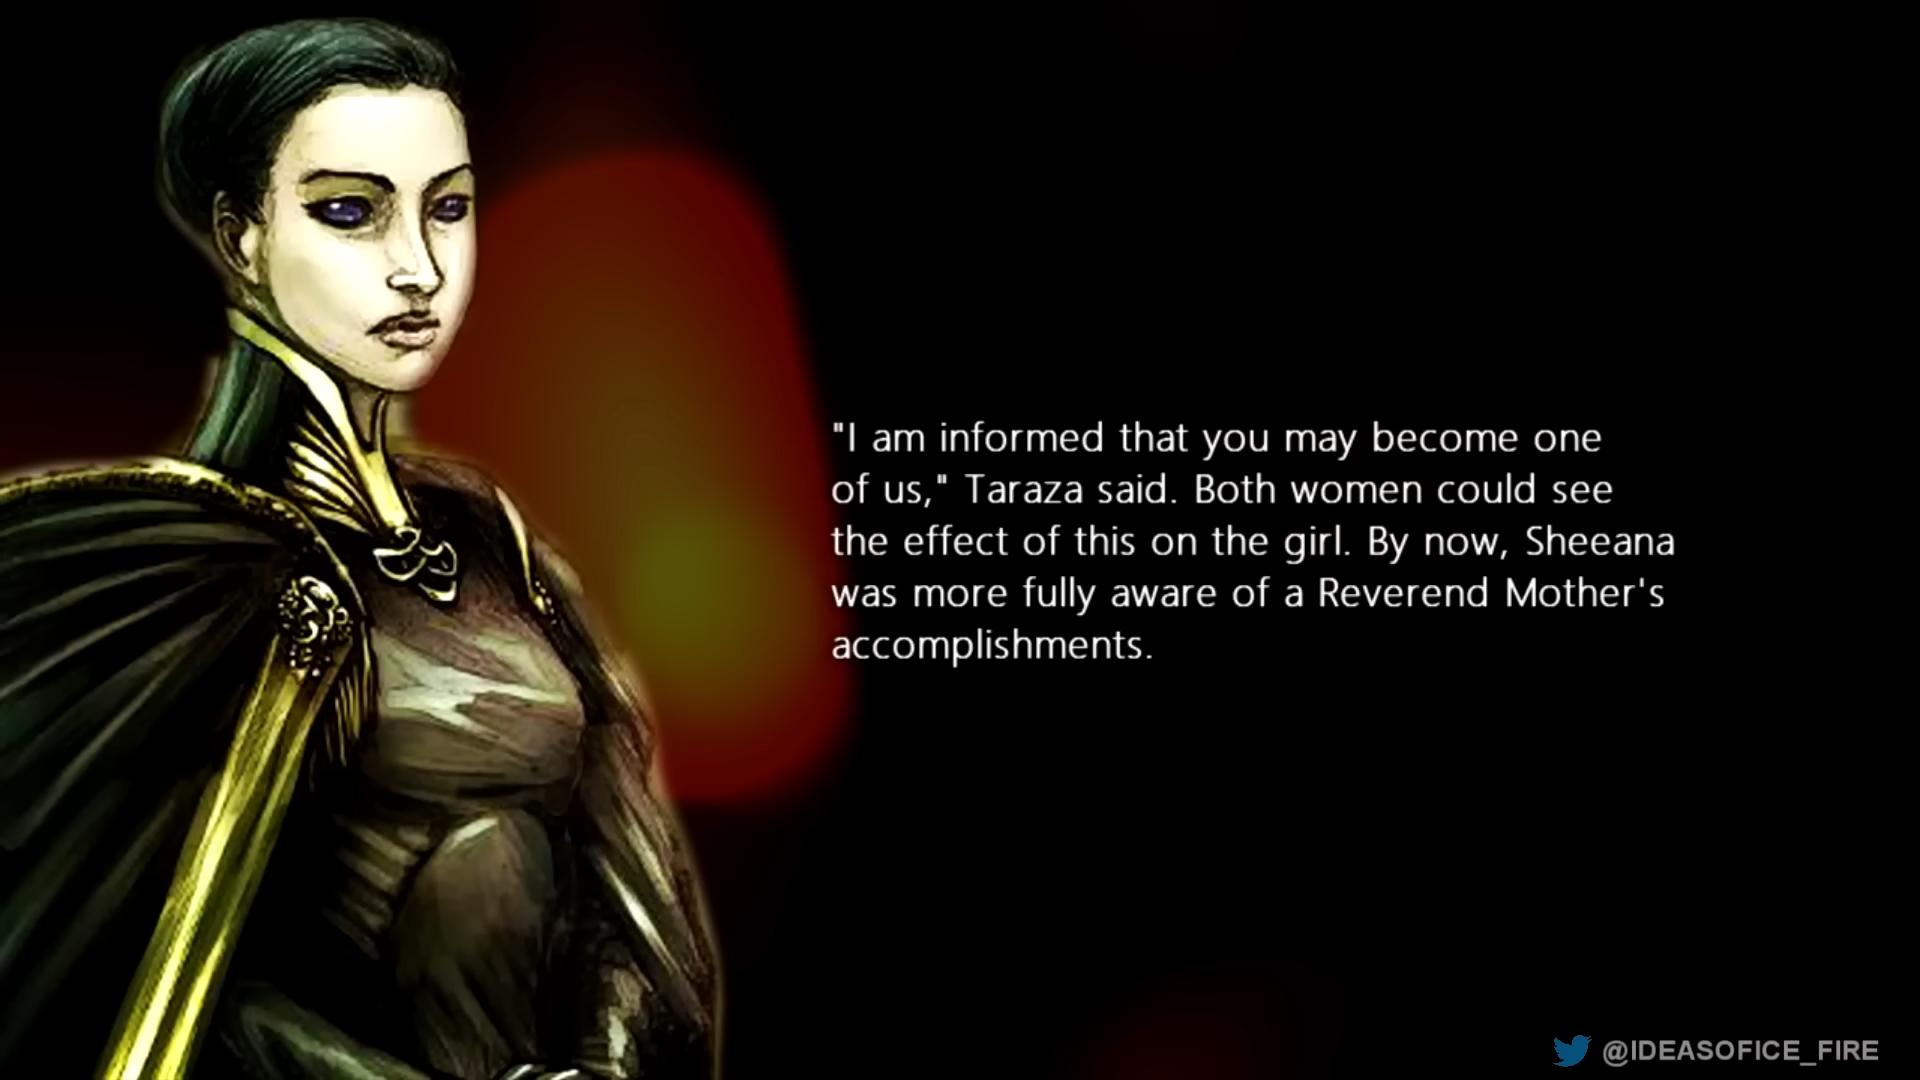 "I am informed that you may become one
of us," Taraza said. Both women could see
the effect of this on the girl. By now, Sheeana
was more fully aware of a Reverend Mother's
accomplishments.
@IDEASOFICE_FIRE